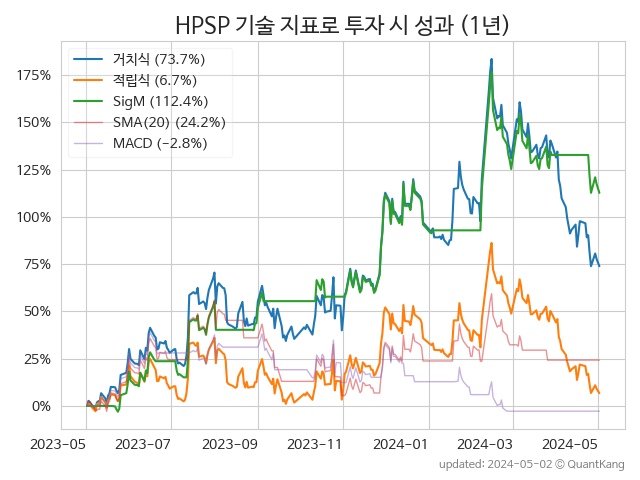 HPSP 기술 지표로 투자 시 성과 (1년)
거치식 (73.7%)
적립식 (6.7%)
SigM (112.4%)
SMA(20) (24.2%)
MACD (−2.8%)
175%
150%
125%
100%
75%
50%
25%
0%
2023-05 2023-07 2023-09 2023-11 2024-01 2024-03 2024-05
updated: 2024-05-02 © QuantKang